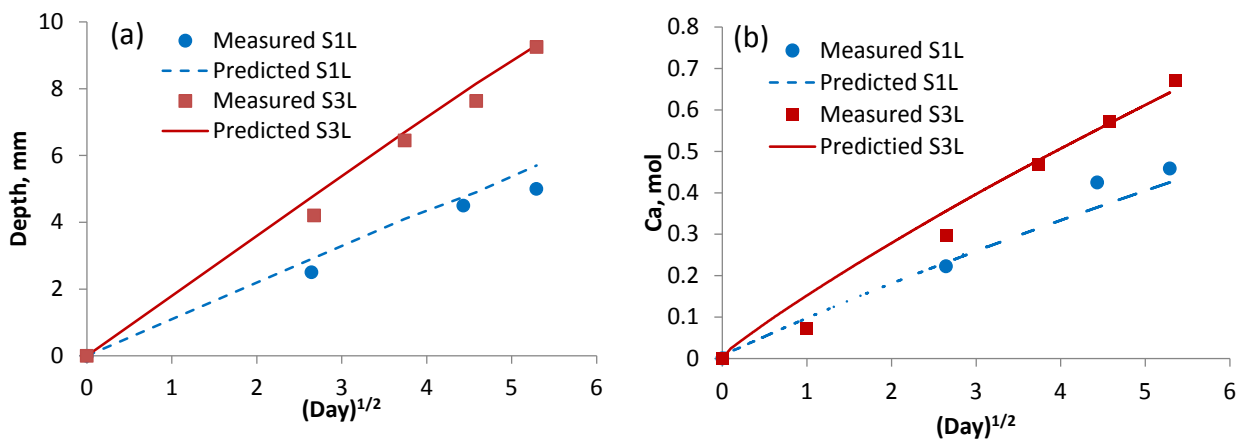 (a)
Measured S1L
Predicted S1L
Measured S3L
Predicted S3L
Depth, mm
10
8
6
4
2
0
0 1 2 3 4 5 6
(Day)1/2
(b)
Measured S1L
Predicted S1L
Measured S3L
Predictied S3L
Ca, mol
0.8
0.7
0.6
0.5
0.4
0.3
0.2
0.1
0
0 1 2 3 4 5 6
(Day)1/2